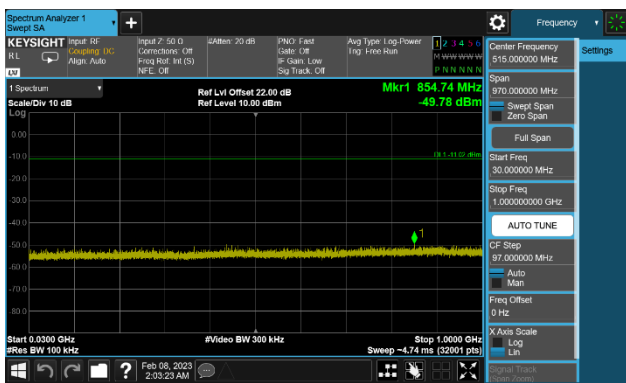 Spectrum Analyzer 1
Swept SA
Frequency
KEYSIGHT
RL
Input: RF
Coupling: DC
Align: Auto
Input Z: 50 Ω
Corrections: Off
Freq Ref: Int (S)
NFE: Off
#Atten: 20 dB
PNO: Fast
Gate: Off
IF Gain: Low
Sig Track: Off
Avg Type: Log-Power
Trig: Free Run
1 2 3 4 5 6
M W W W W W
P N N N N N
LXI
1 Spectrum
Scale/Div 10 dB
Log
Ref Lvl Offset 22.00 dB
Ref Level 10.00 dBm
Mkr1 854.74 MHz
-49.78 dBm
0.00
-10.0
DL1 -11.02 dBm
-20.0
-30.0
-40.0
1
-50.0
-60.0
-70.0
-80.0
Start 0.0300 GHz
#Res BW 100 kHz
#Video BW 300 kHz
Stop 1.0000 GHz
Sweep ~4.74 ms (32001 pts)
?
Feb 08, 2023
2:03:23 AM
Center Frequency
515.000000 MHz
Settings
Span
970.000000 MHz
Swept Span
Zero Span
Full Span
Start Freq
30.000000 MHz
Stop Freq
1.000000000 GHz
AUTO TUNE
CF Step
97.000000 MHz
Auto
Man
Freq Offset
0 Hz
X Axis Scale
Log
Lin
Signal Track
(Span Zoom)